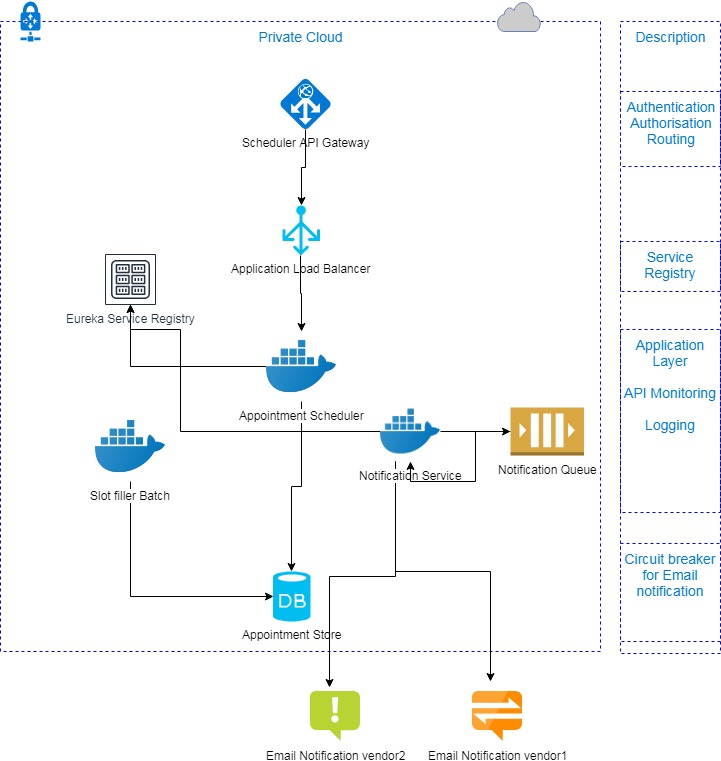 Private Cloud
Description
Scheduler API Gateway
Authentication
Authorisation
Routing
Application Load Balancer
Service
Registry
Eureka Service Registry
Appointment Scheduler
Application
Layer
API Monitoring
Logging
Notification Service
Notification Queue
Slot filler Batch
DB
Appointment Store
Circuit breaker
for Email
notification
Email Notification vendor2
Email Notification vendor1